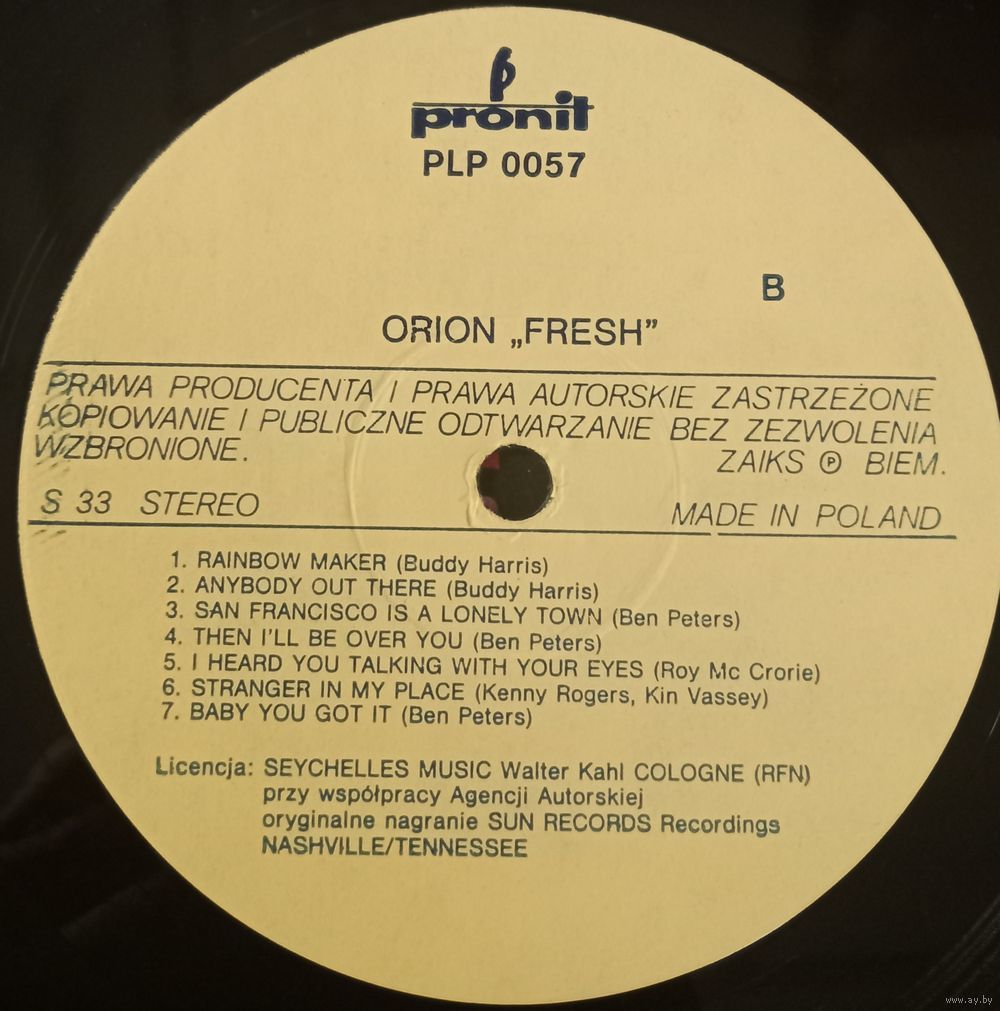 pronit
PLP 0057
B
ORION „FRESH”
PRAWA PRODUCENTA I PRAWA AUTORSKIE ZASTRZEŻONE
KOPIOWANIE I PUBLICZNE ODTWARZANIE BEZ ZEZWOLENIA
WZBRONIONE. ZAIKS Ⓟ BIEM.
S 33 STEREO MADE IN POLAND
1. RAINBOW MAKER (Buddy Harris)
2. ANYBODY OUT THERE (Buddy Harris)
3. SAN FRANCISCO IS A LONELY TOWN (Ben Peters)
4. THEN I'LL BE OVER YOU (Ben Peters)
5. I HEARD YOU TALKING WITH YOUR EYES (Roy Mc Crorie)
6. STRANGER IN MY PLACE (Kenny Rogers, Kin Vassey)
7. BABY YOU GOT IT (Ben Peters)
Licencja: SEYCHELLES MUSIC Walter Kahl COLOGNE (RFN)
przy współpracy Agencji Autorskiej
oryginalne nagranie SUN RECORDS Recordings
NASHVILLE/TENNESSEE
www.ay.by